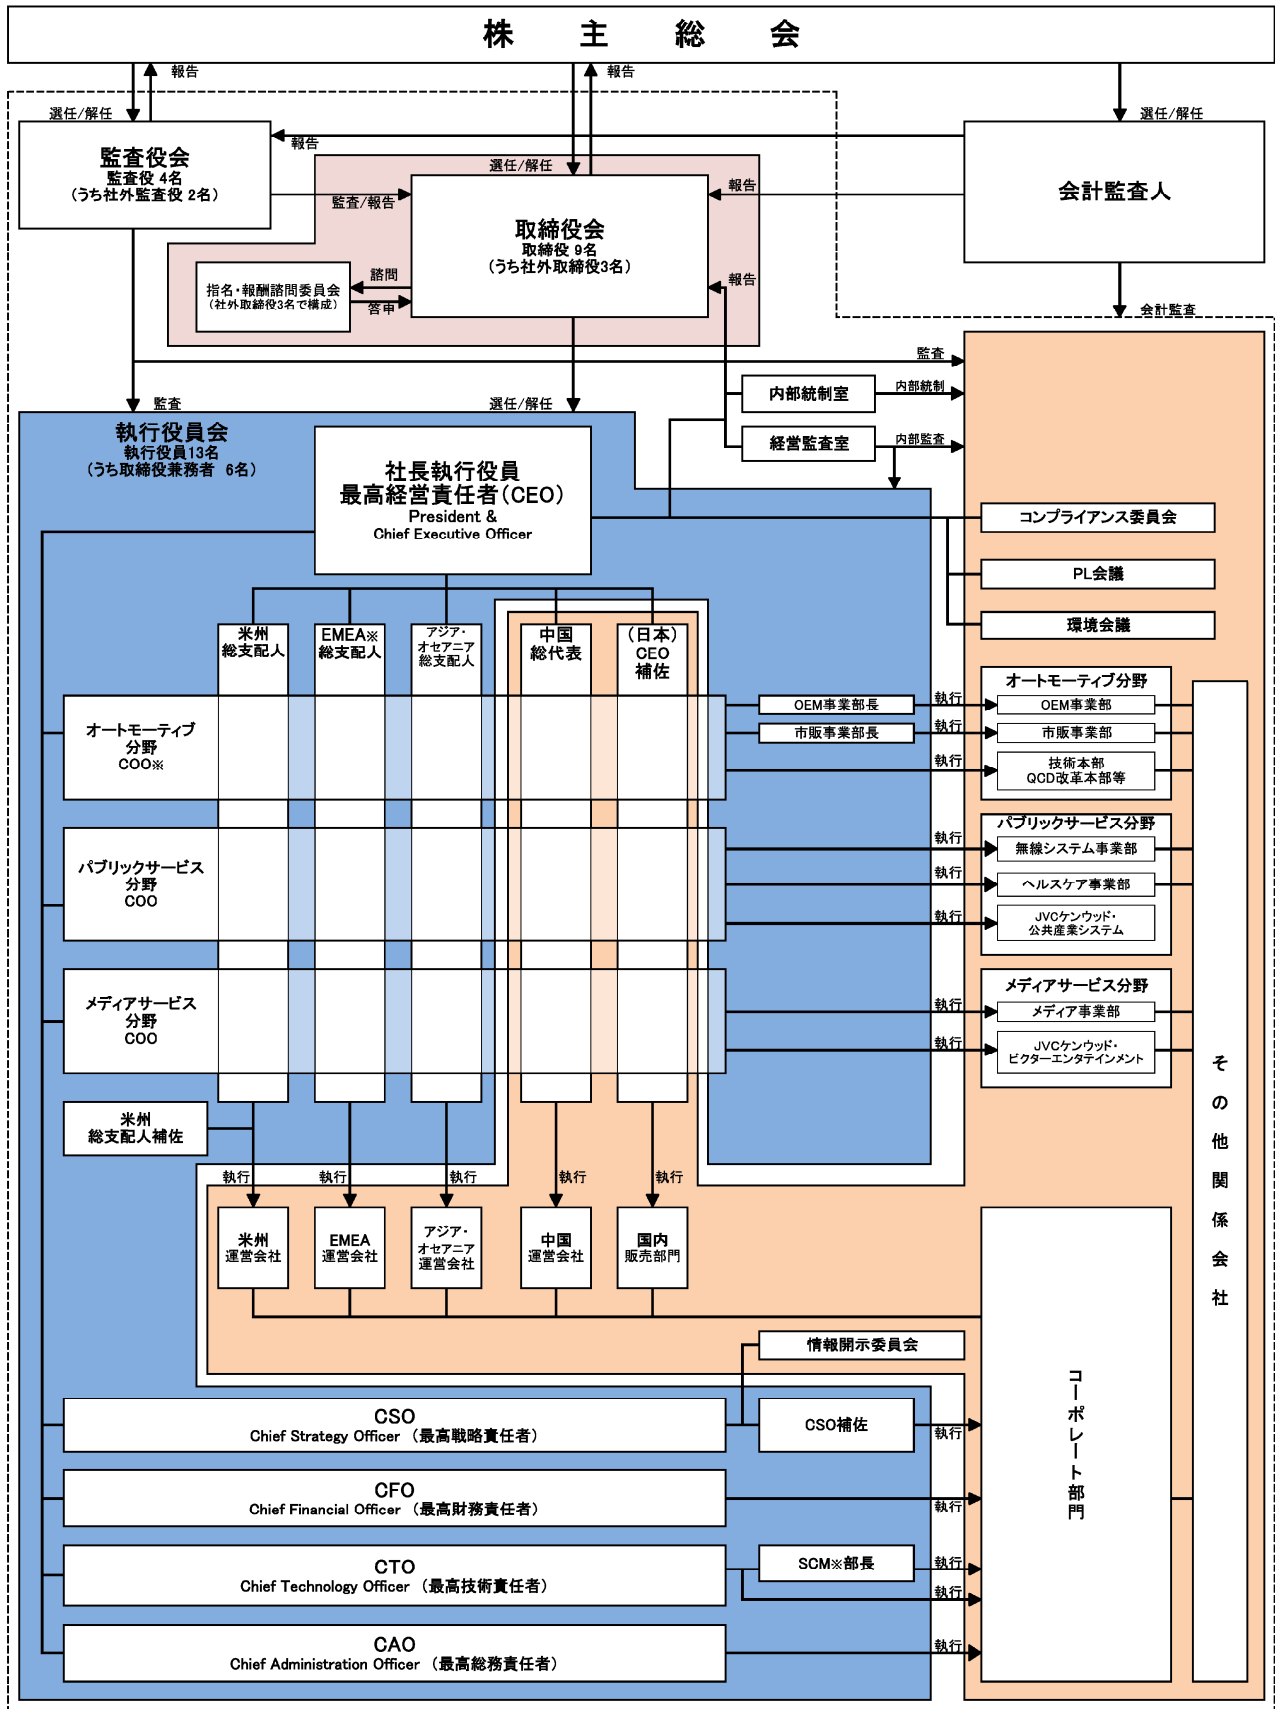 株主総会
報告
報告
選任/解任
選任/解任
報告
監査役会
監査役 4名
(うち社外監査役 2名)
選任/解任
会計監査人
報告
監査/報告
取締役会
取締役 9名
(うち社外取締役3名)
諮問
報告
指名・報酬諮問委員会
(社外取締役3名で構成)
答申
会計監査
監査
内部統制室
内部統制
監査
選任/解任
執行役員会
執行役員13名
(うち取締役兼務者 6名)
経営監査室
内部監査
社長執行役員
最高経営責任者(CEO)
President &
Chief Executive Officer
コンプライアンス委員会
PL会議
環境会議
米州
総支配人
EMEA※
総支配人
アジア・
オセアニア
総支配人
中国
総代表
(日本)
CEO
補佐
オートモーティブ
分野
COO※
OEM事業部長
執行
市販事業部長
執行
執行
オートモーティブ分野
OEM事業部
市販事業部
技術本部
QCD改革本部等
パブリックサービス
分野
COO
執行
執行
執行
パブリックサービス分野
無線システム事業部
ヘルスケア事業部
JVCケンウッド・
公共産業システム
メディアサービス
分野
COO
執行
執行
メディアサービス分野
メディア事業部
JVCケンウッド・
ビクターエンタテインメント
その他関係会社
米州
総支配人補佐
執行
執行
執行
執行
執行
米州
運営会社
EMEA
運営会社
アジア・
オセアニア
運営会社
中国
運営会社
国内
販売部門
情報開示委員会
コーポレート部門
CSO
Chief Strategy Officer (最高戦略責任者)
CSO補佐
執行
CFO
Chief Financial Officer (最高財務責任者)
執行
CTO
Chief Technology Officer (最高技術責任者)
SCM※部長
執行
執行
CAO
Chief Administration Officer (最高総務責任者)
執行